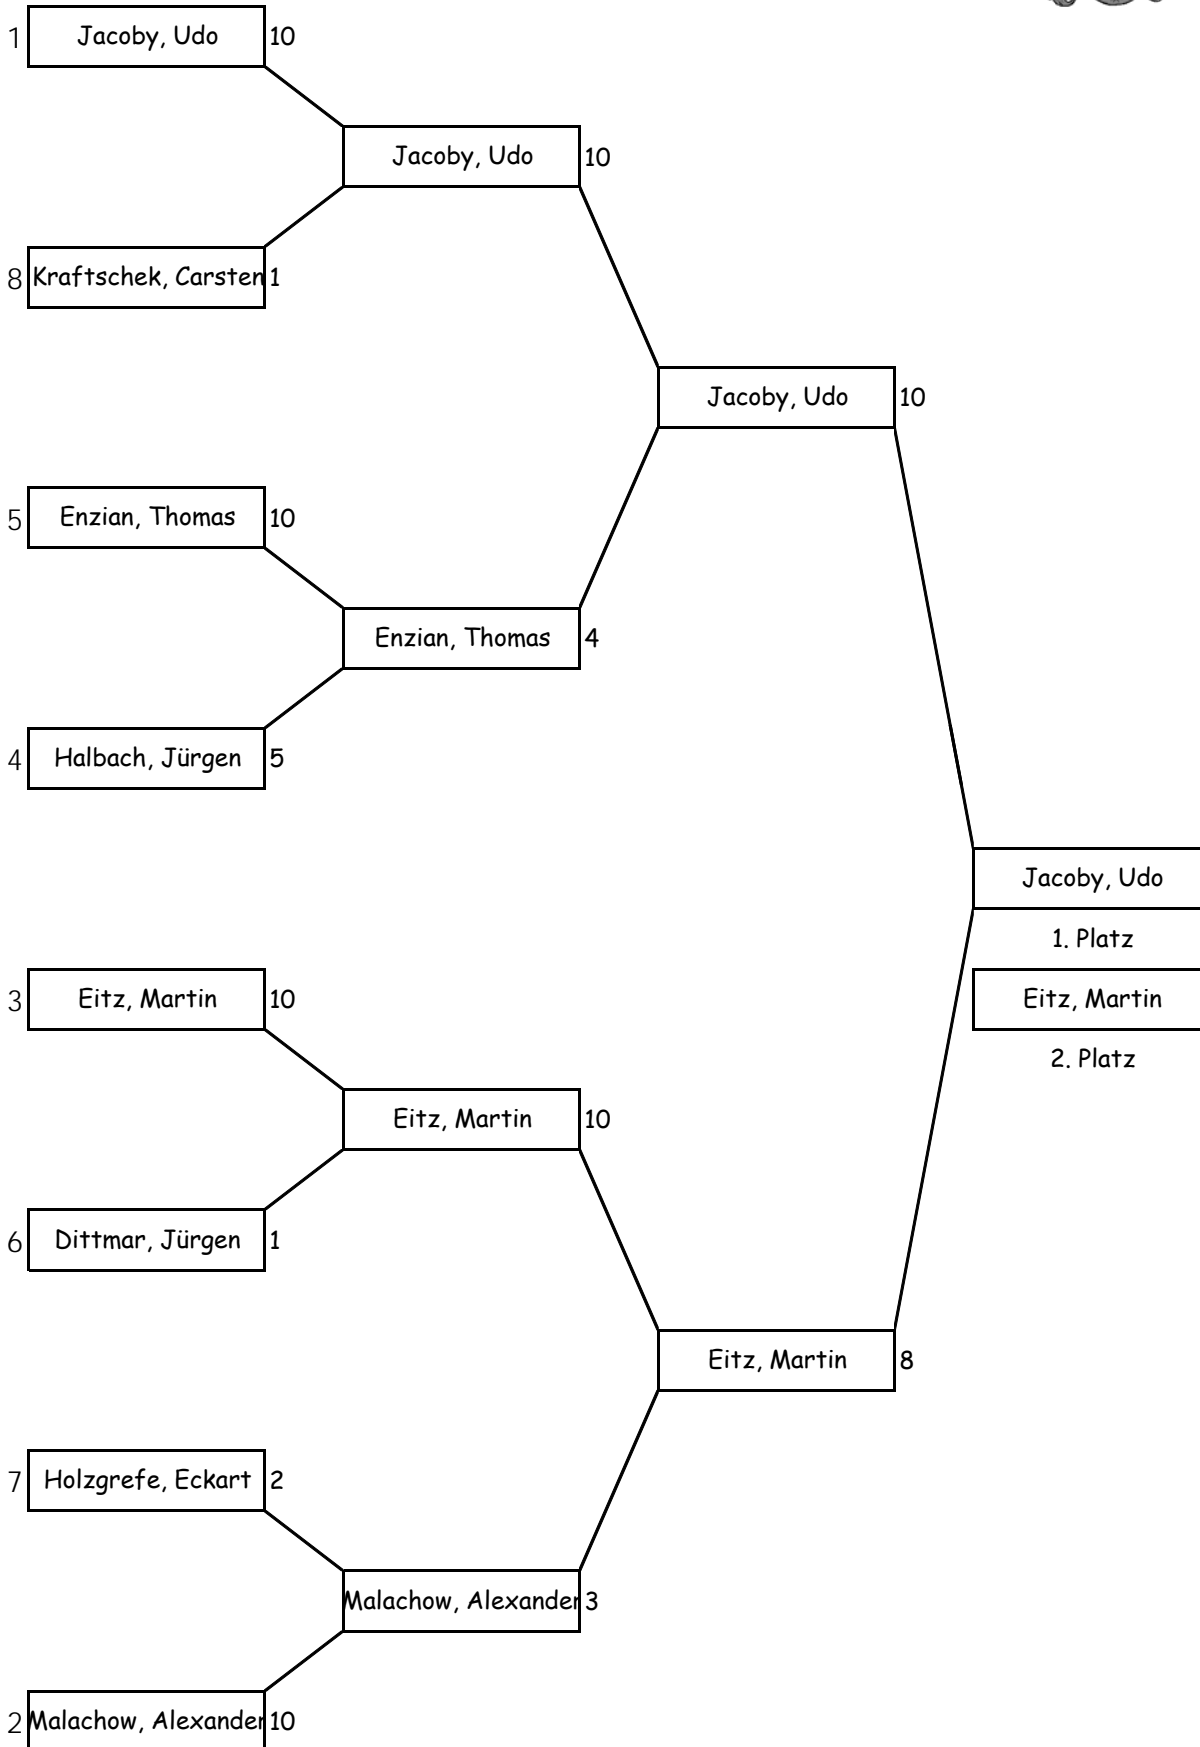 1 Jacoby, Udo 10
Jacoby, Udo 10
8 Kraftschek, Carsten 1
Jacoby, Udo 10
5 Enzian, Thomas 10
Enzian, Thomas 4
4 Halbach, Jürgen 5
Jacoby, Udo
1. Platz
3 Eitz, Martin 10
Eitz, Martin
2. Platz
Eitz, Martin 10
6 Dittmar, Jürgen 1
Eitz, Martin 8
7 Holzgrefe, Eckart 2
Malachow, Alexander 3
2 Malachow, Alexander 10